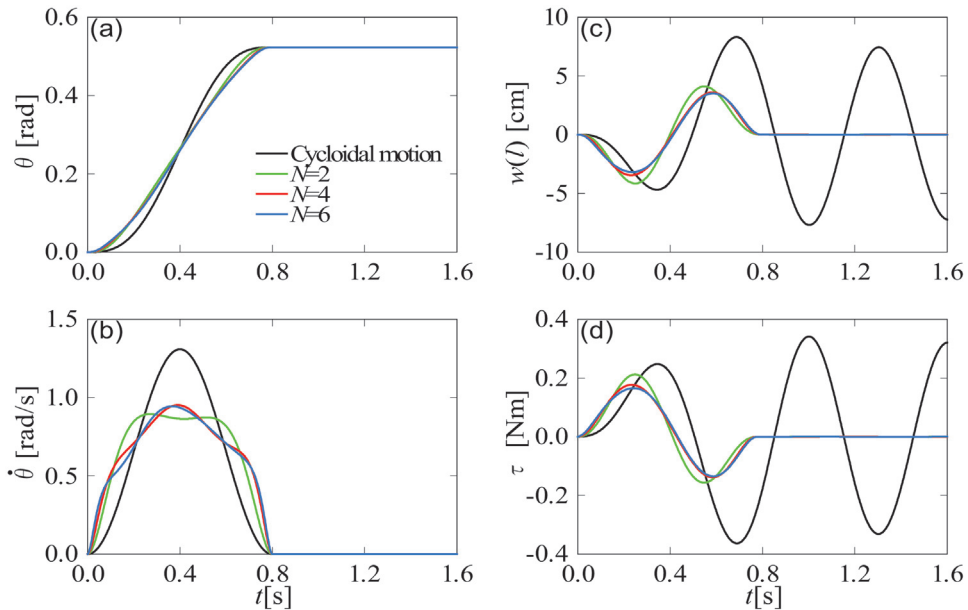 (a)
0.6
0.4
0.2
0.0
θ [rad]
Cycloidal motion
N=2
N=4
N=6
0.0 0.4 0.8 1.2 1.6
(c)
10
5
0
-5
-10
w(l) [cm]
0.0 0.4 0.8 1.2 1.6
(b)
1.5
1.0
0.5
0.0
θ̇ [rad/s]
0.0 0.4 0.8 1.2 1.6
t[s]
(d)
0.4
0.2
0.0
-0.2
-0.4
τ [Nm]
0.0 0.4 0.8 1.2 1.6
t[s]